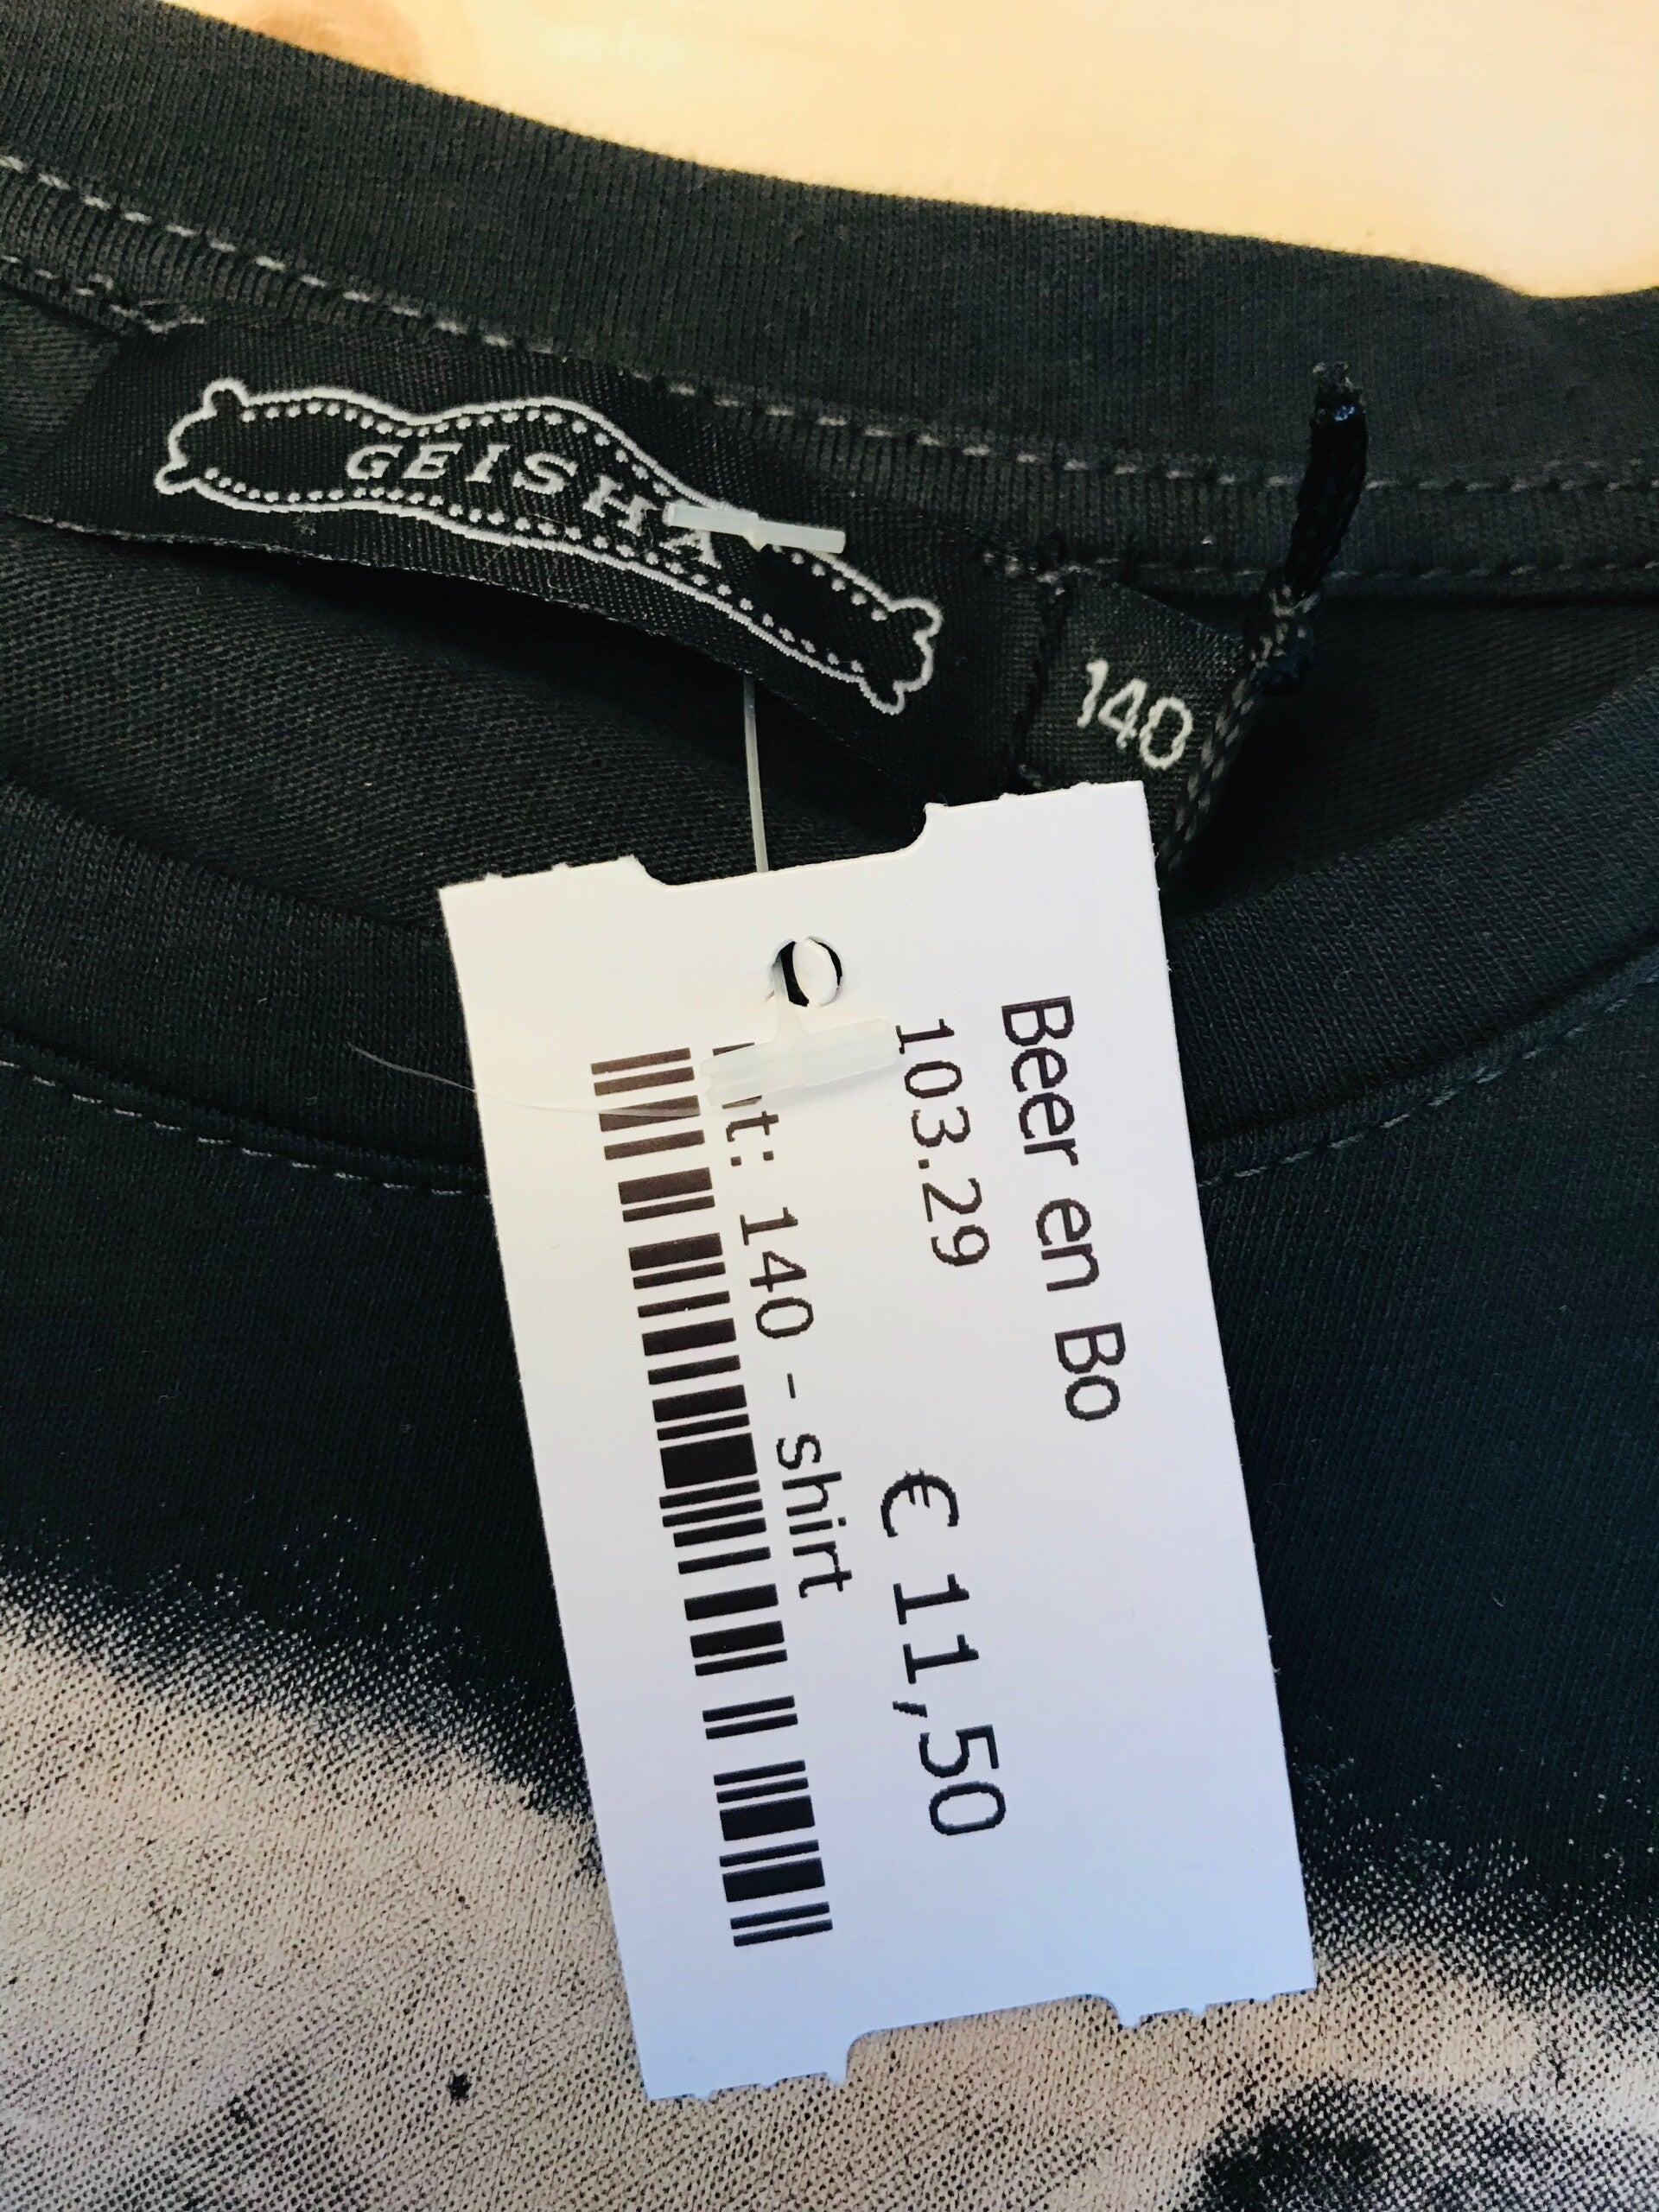 GEISHA
140
Beer en Bo
103.29 € 11,50
140 - shirt